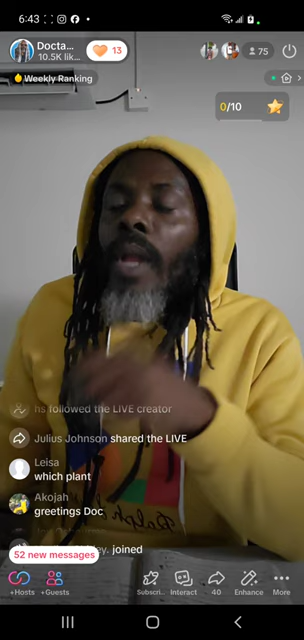 6:43
Docta...
10.5K lik...
13
75
Weekly Ranking
0/10
hs followed the LIVE creator
Julius Johnson shared the LIVE
Leisa
which plant
Akojah
greetings Doc
52 new messages
ey. joined
+Hosts
+Guests
Subscri...
Interact
40
Enhance
More